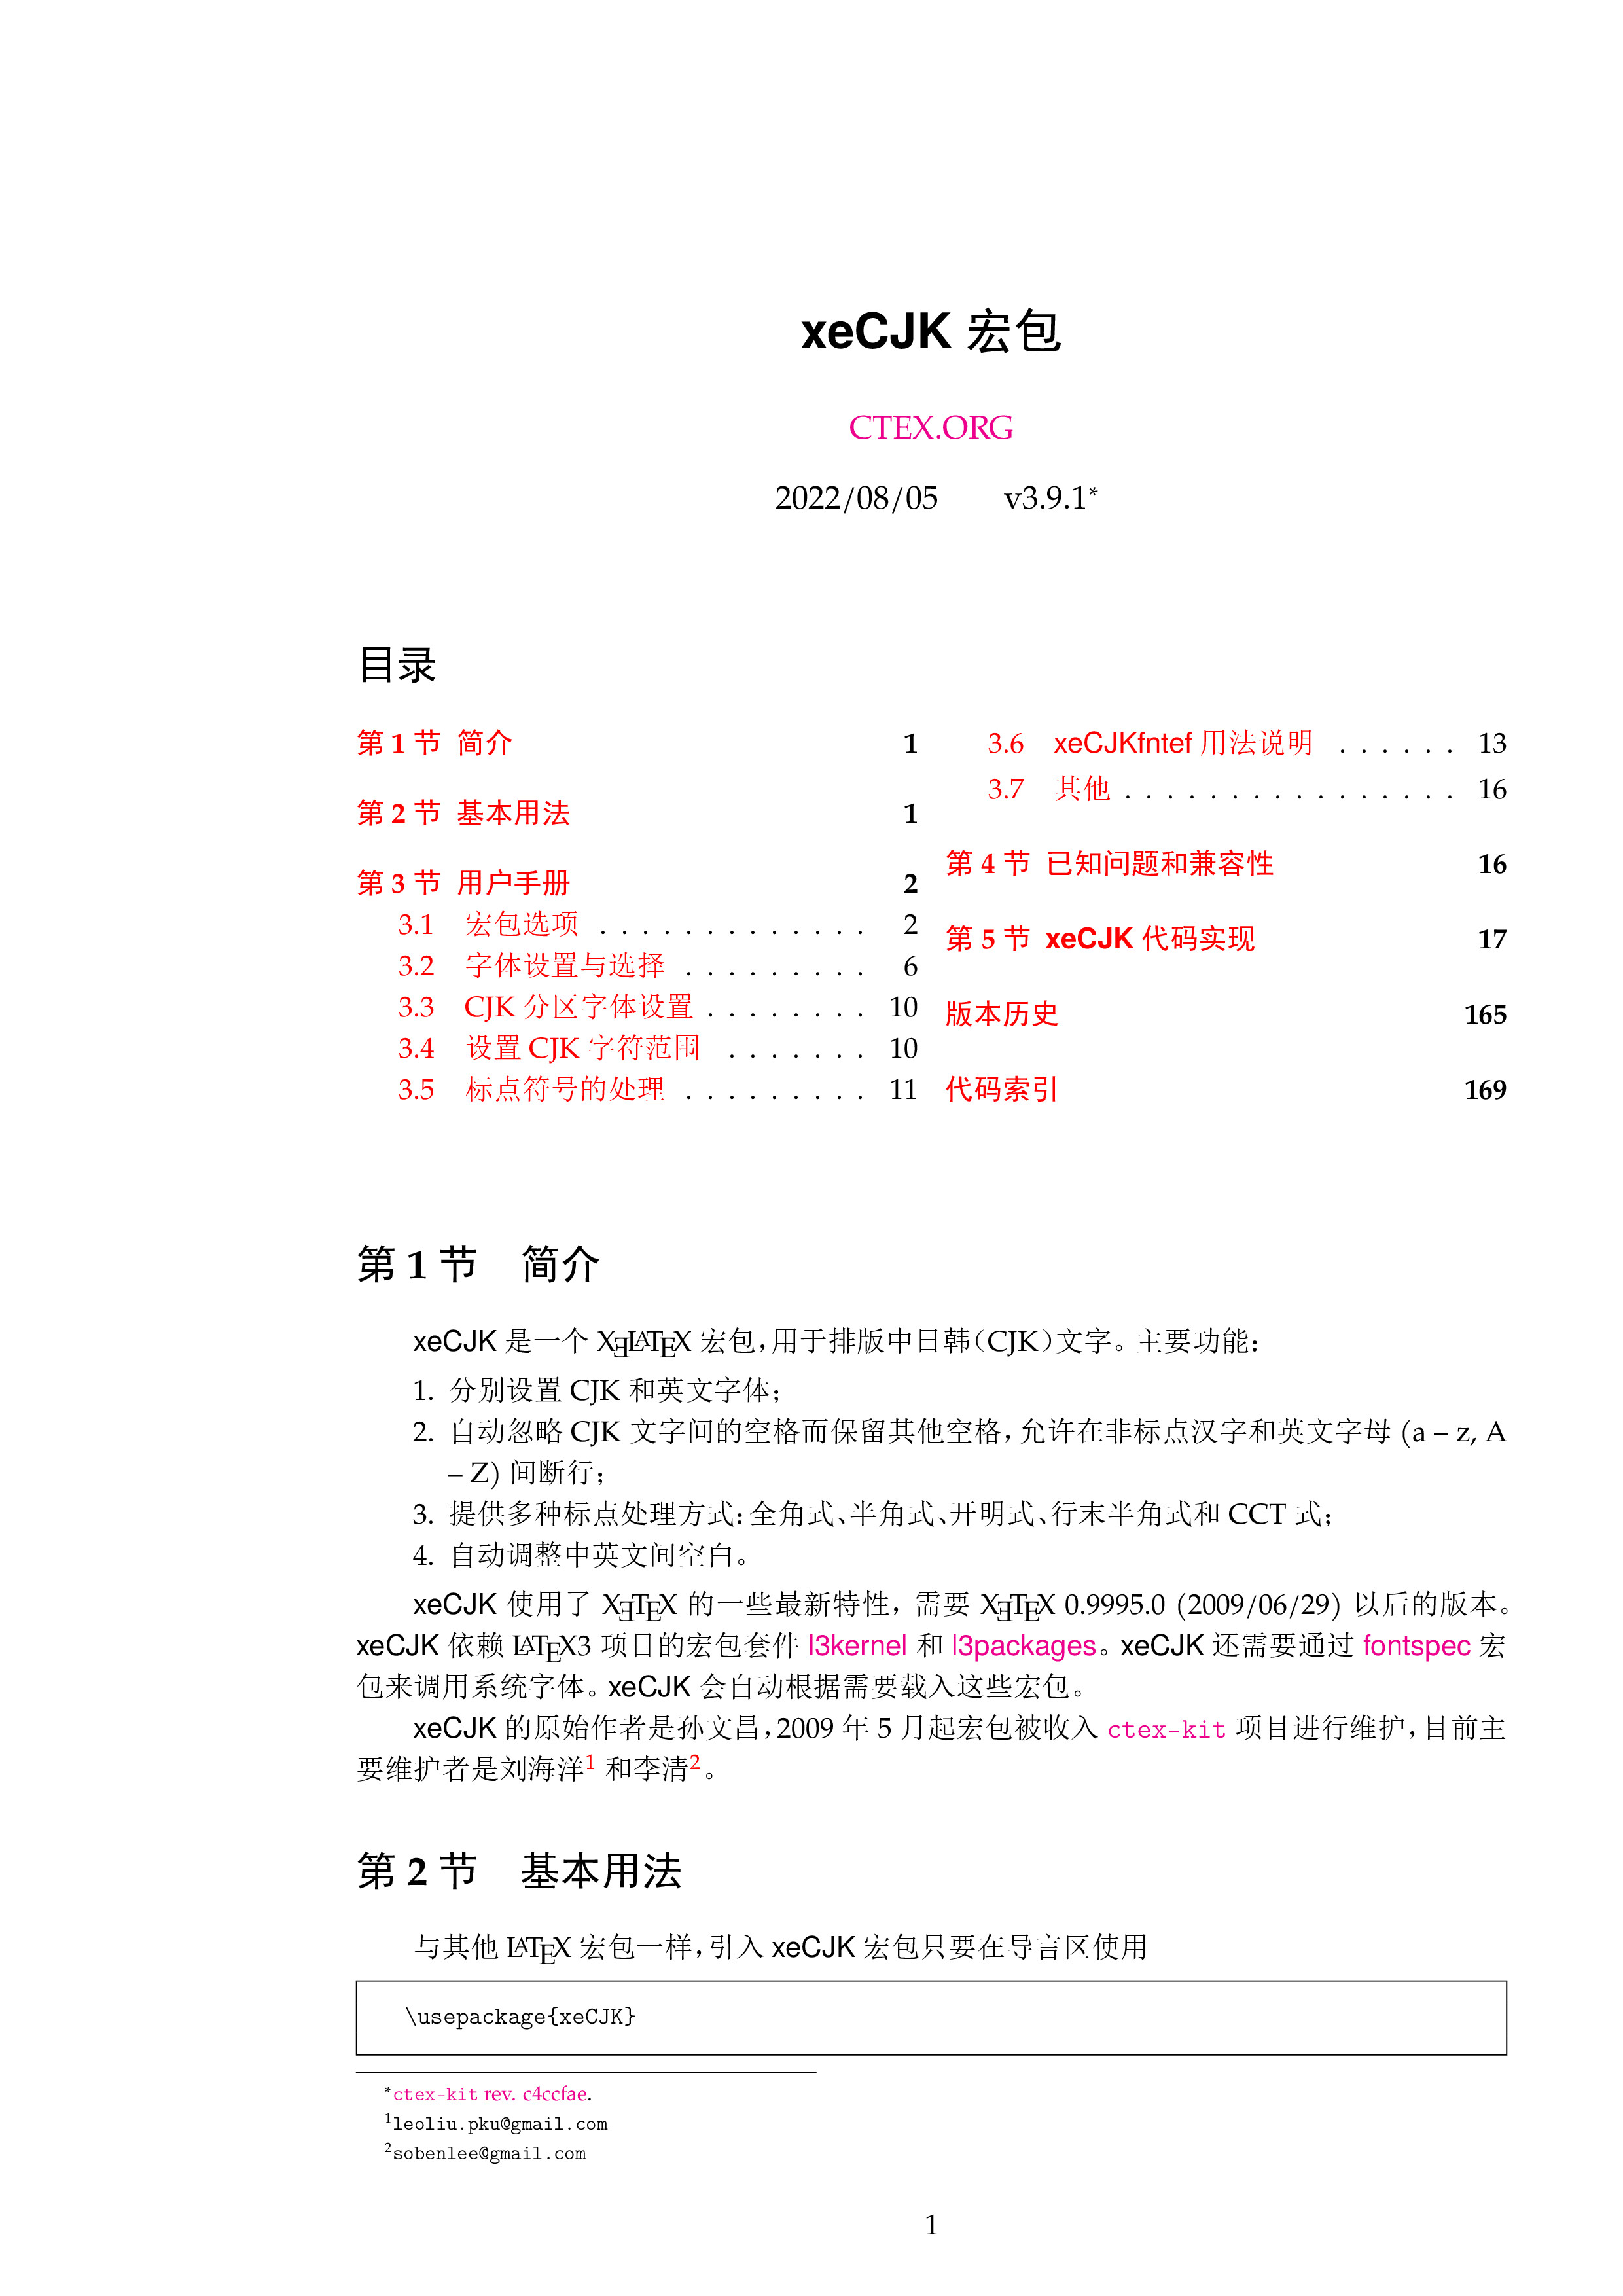 xeCJK 宏包
CTEX.ORG
2022/08/05 v3.9.1*
目录
第 1 节 简介 1
第 2 节 基本用法 1
第 3 节 用户手册 2
3.1 宏包选项 . . . . . . . . . . . . . 2
3.2 字体设置与选择 . . . . . . . . . 6
3.3 CJK 分区字体设置 . . . . . . . . 10
3.4 设置 CJK 字符范围 . . . . . . . 10
3.5 标点符号的处理 . . . . . . . . . 11
3.6 xeCJKfntef 用法说明 . . . . . . 13
3.7 其他 . . . . . . . . . . . . . . . . 16
第 4 节 已知问题和兼容性 16
第 5 节 xeCJK 代码实现 17
版本历史 165
代码索引 169
第 1 节 简介
xeCJK 是一个 XƎLATEX 宏包，用于排版中日韩（CJK）文字。主要功能：
1. 分别设置 CJK 和英文字体；
2. 自动忽略 CJK 文字间的空格而保留其他空格，允许在非标点汉字和英文字母 (a – z, A
– Z) 间断行；
3. 提供多种标点处理方式：全角式、半角式、开明式、行末半角式和 CCT 式；
4. 自动调整中英文间空白。
xeCJK 使用了 XƎTEX 的一些最新特性，需要 XƎTEX 0.9995.0 (2009/06/29) 以后的版本。
xeCJK 依赖 LATEX3 项目的宏包套件 l3kernel 和 l3packages。xeCJK 还需要通过 fontspec 宏
包来调用系统字体。xeCJK 会自动根据需要载入这些宏包。
xeCJK 的原始作者是孙文昌，2009 年 5 月起宏包被收入 ctex-kit 项目进行维护，目前主
要维护者是刘海洋1 和李清2。
第 2 节 基本用法
与其他 LATEX 宏包一样，引入 xeCJK 宏包只要在导言区使用
\usepackage{xeCJK}
*ctex-kit rev. c4ccfae.
1leoliu.pku@gmail.com
2sobenlee@gmail.com
1